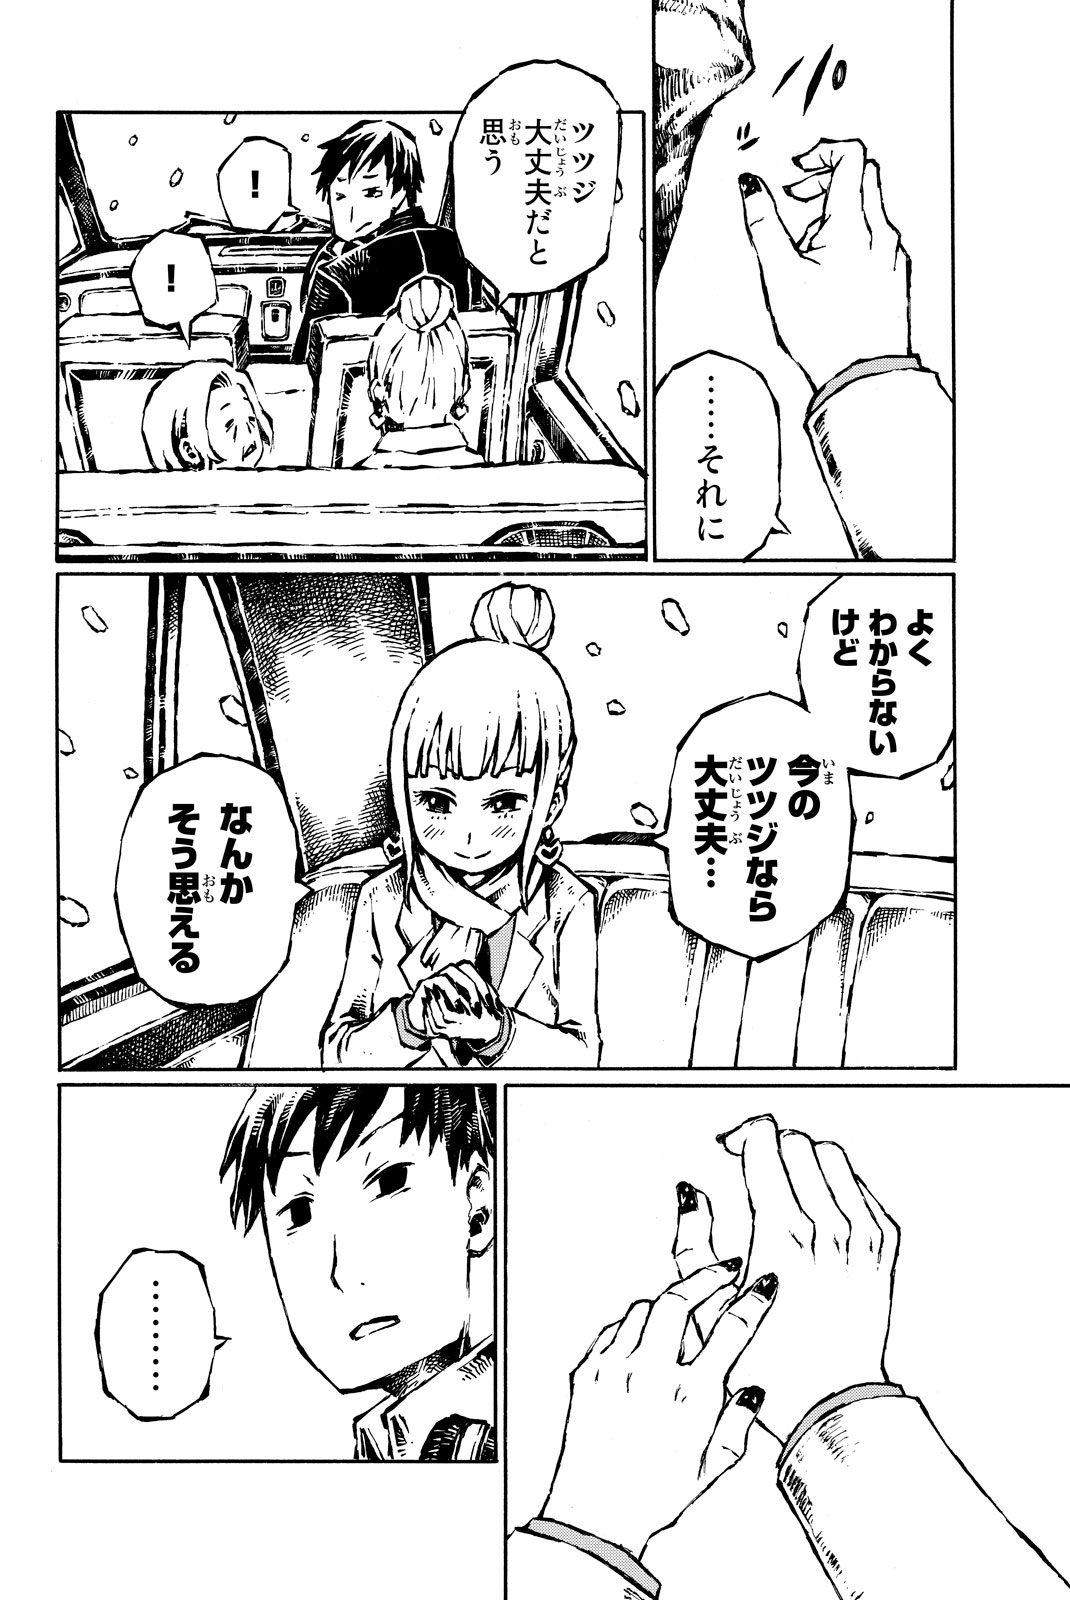 ……それに
ツツジ
大丈夫だと
思う
！
！
よく
わからない
けど
今の
ツツジなら
大丈夫…
なんか
そう思える
………